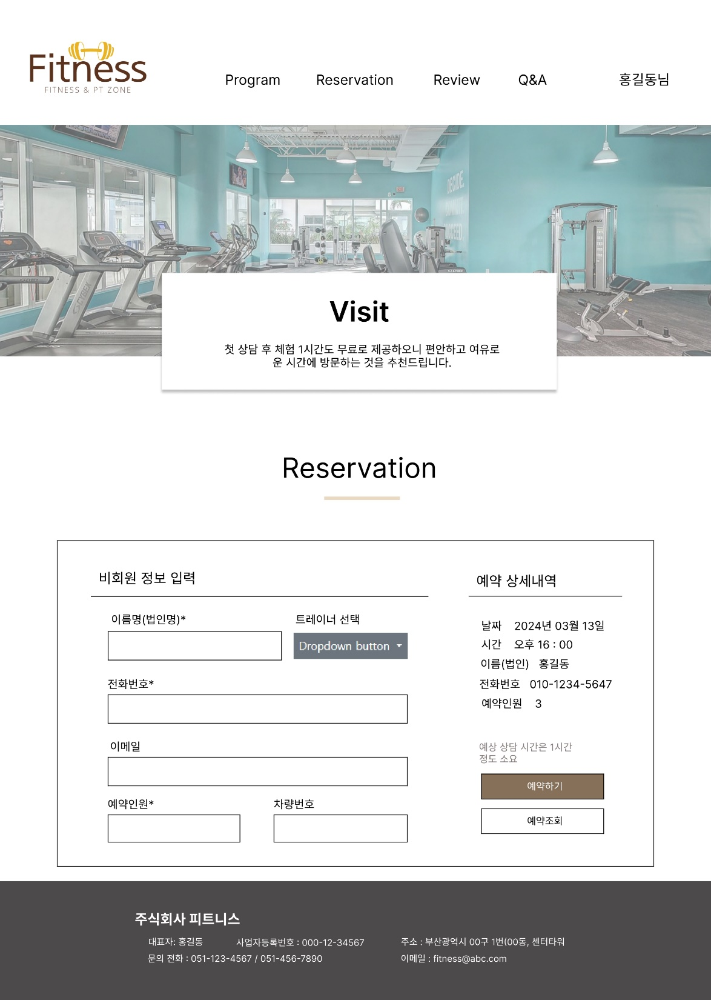 Fitness
FITNESS & PT ZONE
Program Reservation Review Q&A 홍길동님
DECIDE.
Visit
첫 상담 후 체험 1시간도 무료로 제공하오니 편안하고 여유로
운 시간에 방문하는 것을 추천드립니다.
Reservation
비회원 정보 입력
이름명(법인명)* 트레이너 선택
Dropdown button
전화번호*
이메일
예약인원* 차량번호
예약 상세내역
날짜 2024년 03월 13일
시간 오후 16 : 00
이름(법인) 홍길동
전화번호 010-1234-5647
예약인원 3
예상 상담 시간은 1시간
정도 소요
예약하기
예약조회
주식회사 피트니스
대표자: 홍길동 사업자등록번호 : 000-12-34567 주소 : 부산광역시 00구 1번(00동, 센터타워
문의 전화 : 051-123-4567 / 051-456-7890 이메일 : fitness@abc.com